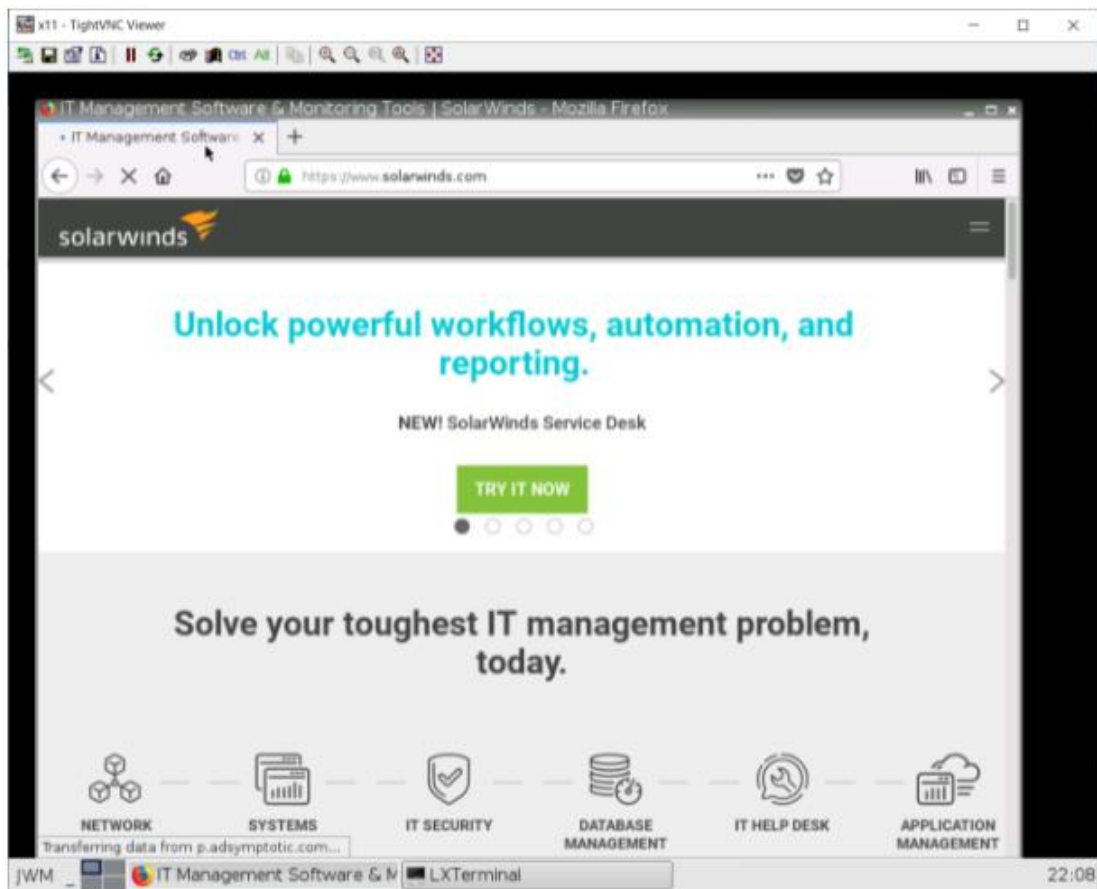 x11 - TightVNC Viewer
Ctrl Alt
IT Management Software & Monitoring Tools | SolarWinds - Mozilla Firefox
IT Management Software
https://www.solarwinds.com
solarwinds
Unlock powerful workflows, automation, and
reporting.
NEW! SolarWinds Service Desk
TRY IT NOW
Solve your toughest IT management problem,
today.
NETWORK SYSTEMS IT SECURITY DATABASE MANAGEMENT IT HELP DESK APPLICATION MANAGEMENT
Transferring data from p.adsymptotic.com...
JWM IT Management Software & M LXTerminal 22:08